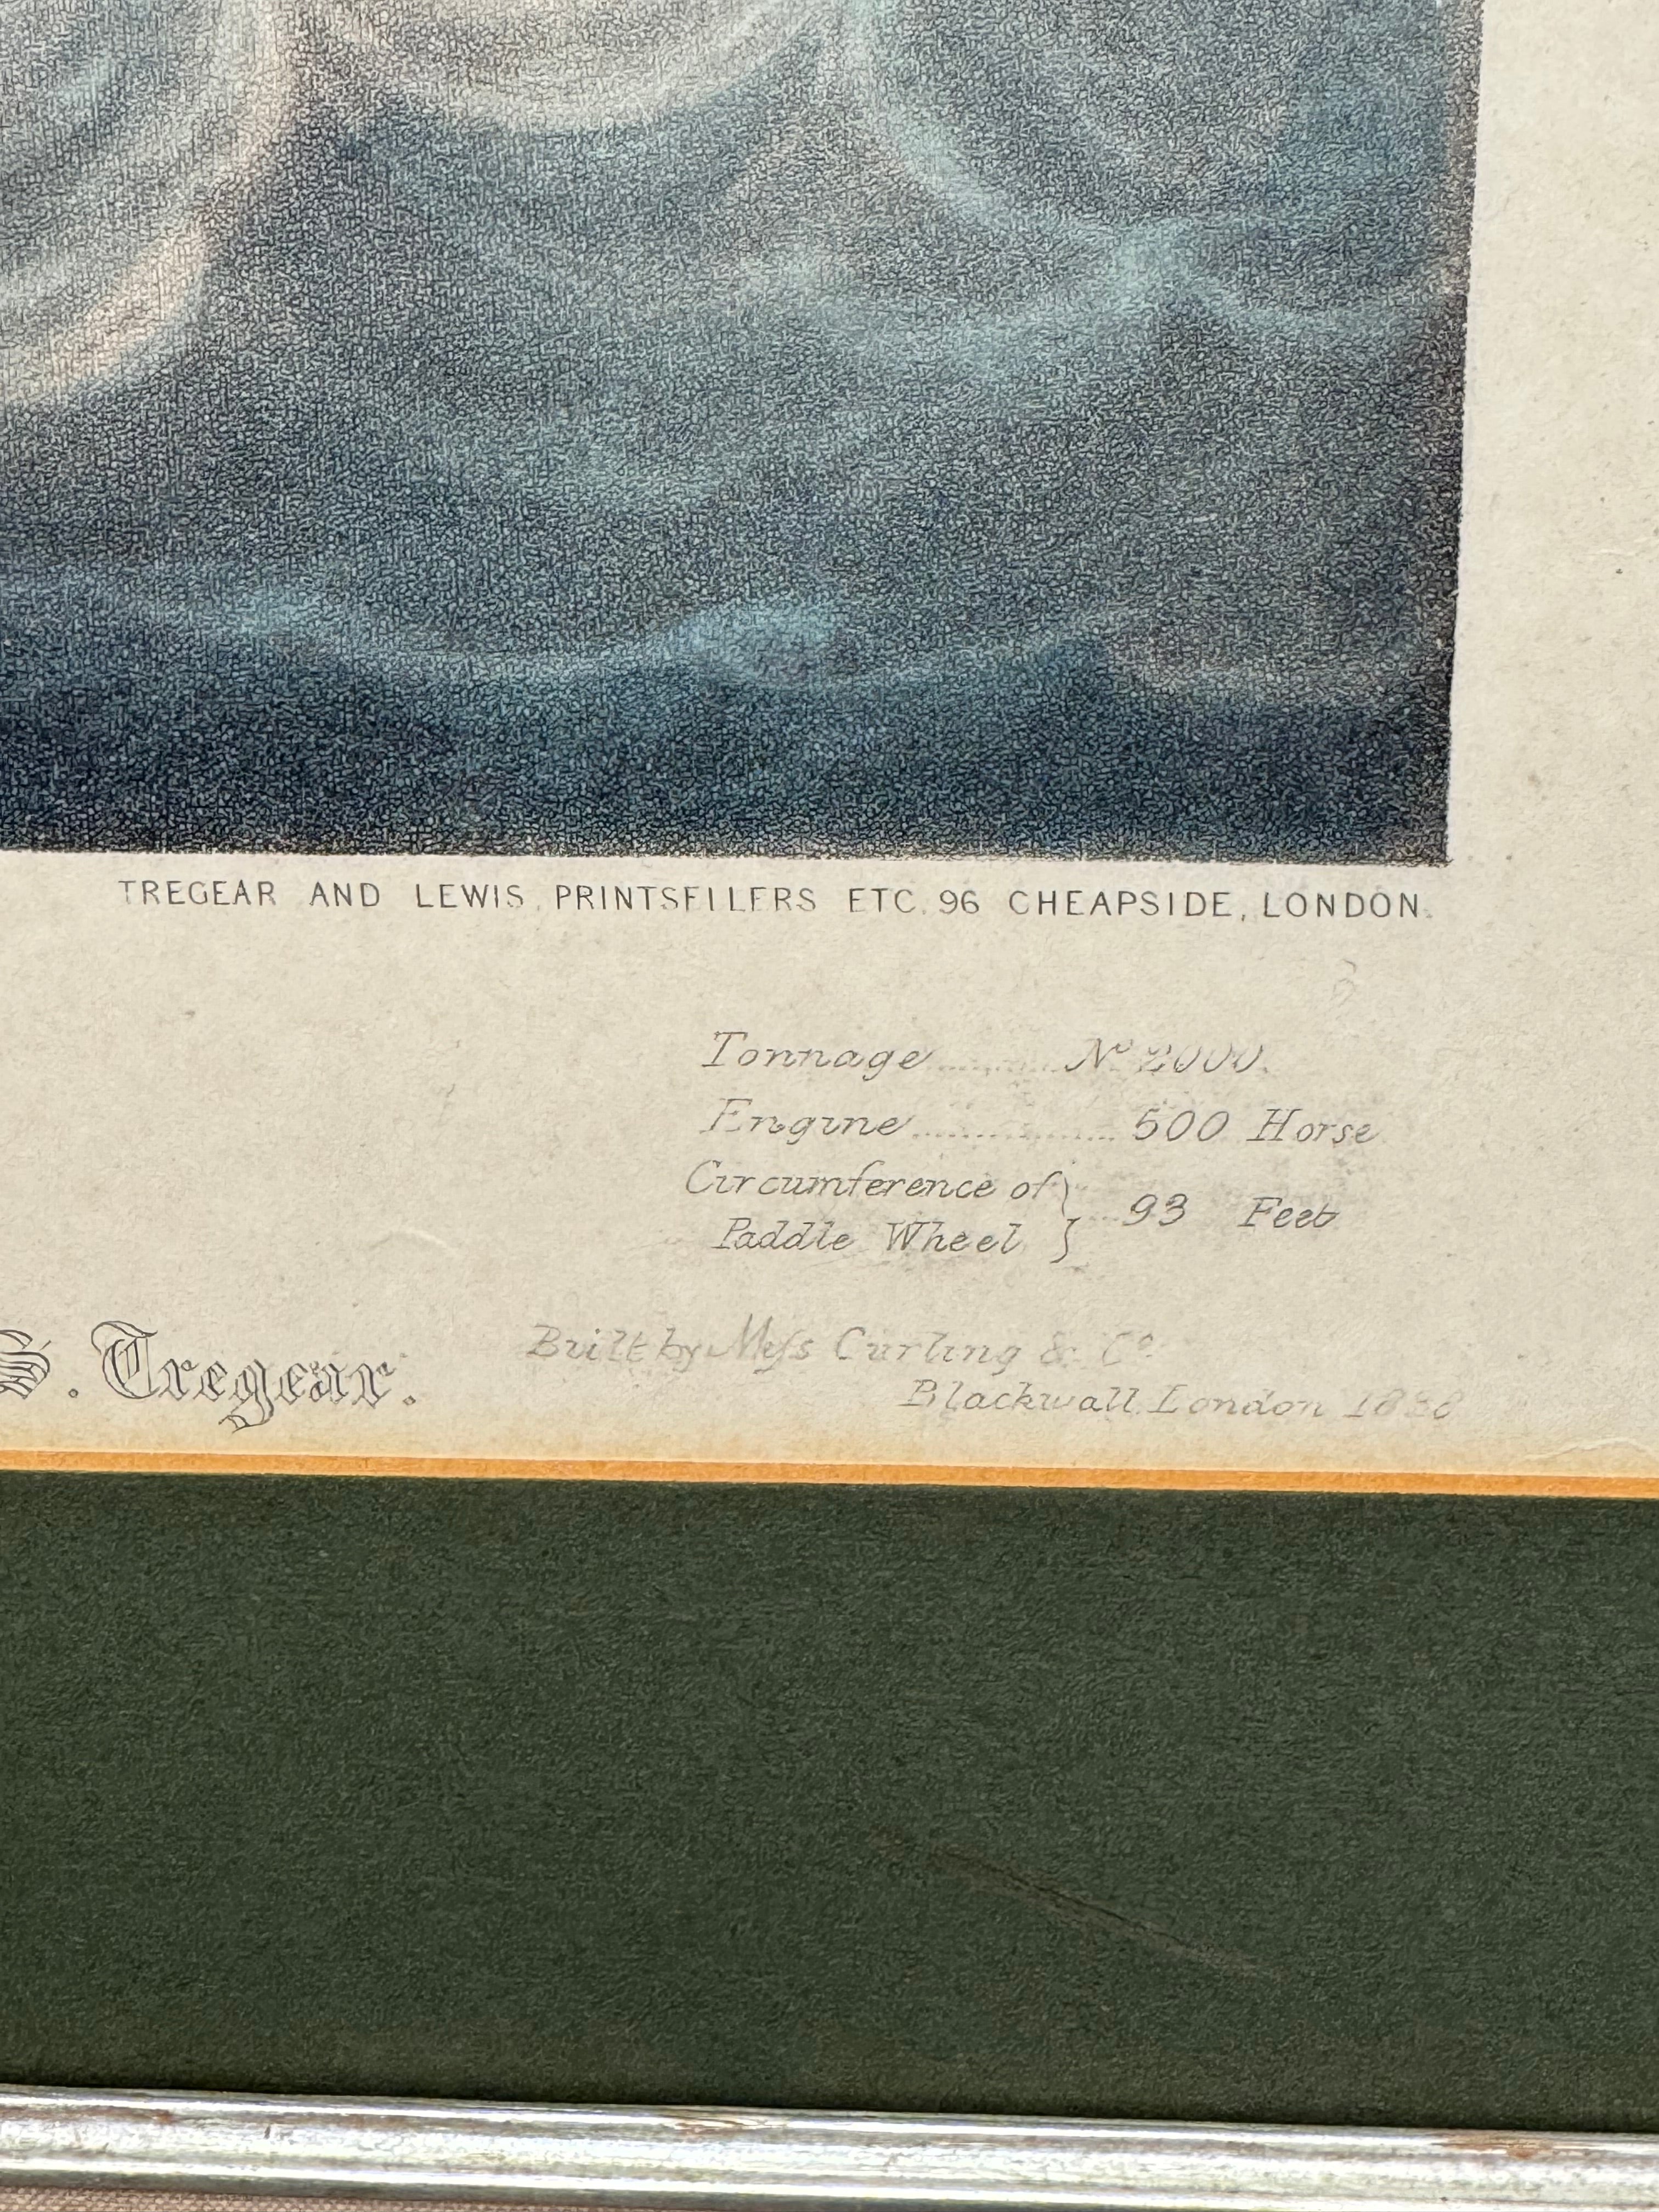 TREGEAR AND LEWIS. PRINTSELLERS ETC. 96 CHEAPSIDE, LONDON.
Tonnage ........... No 2000.
Engine .................. 500 Horse
Circumference of }
Paddle Wheel } ... 93 Feet
S. Tregear.
Built by Mess Curling & Co.
Blackwall London